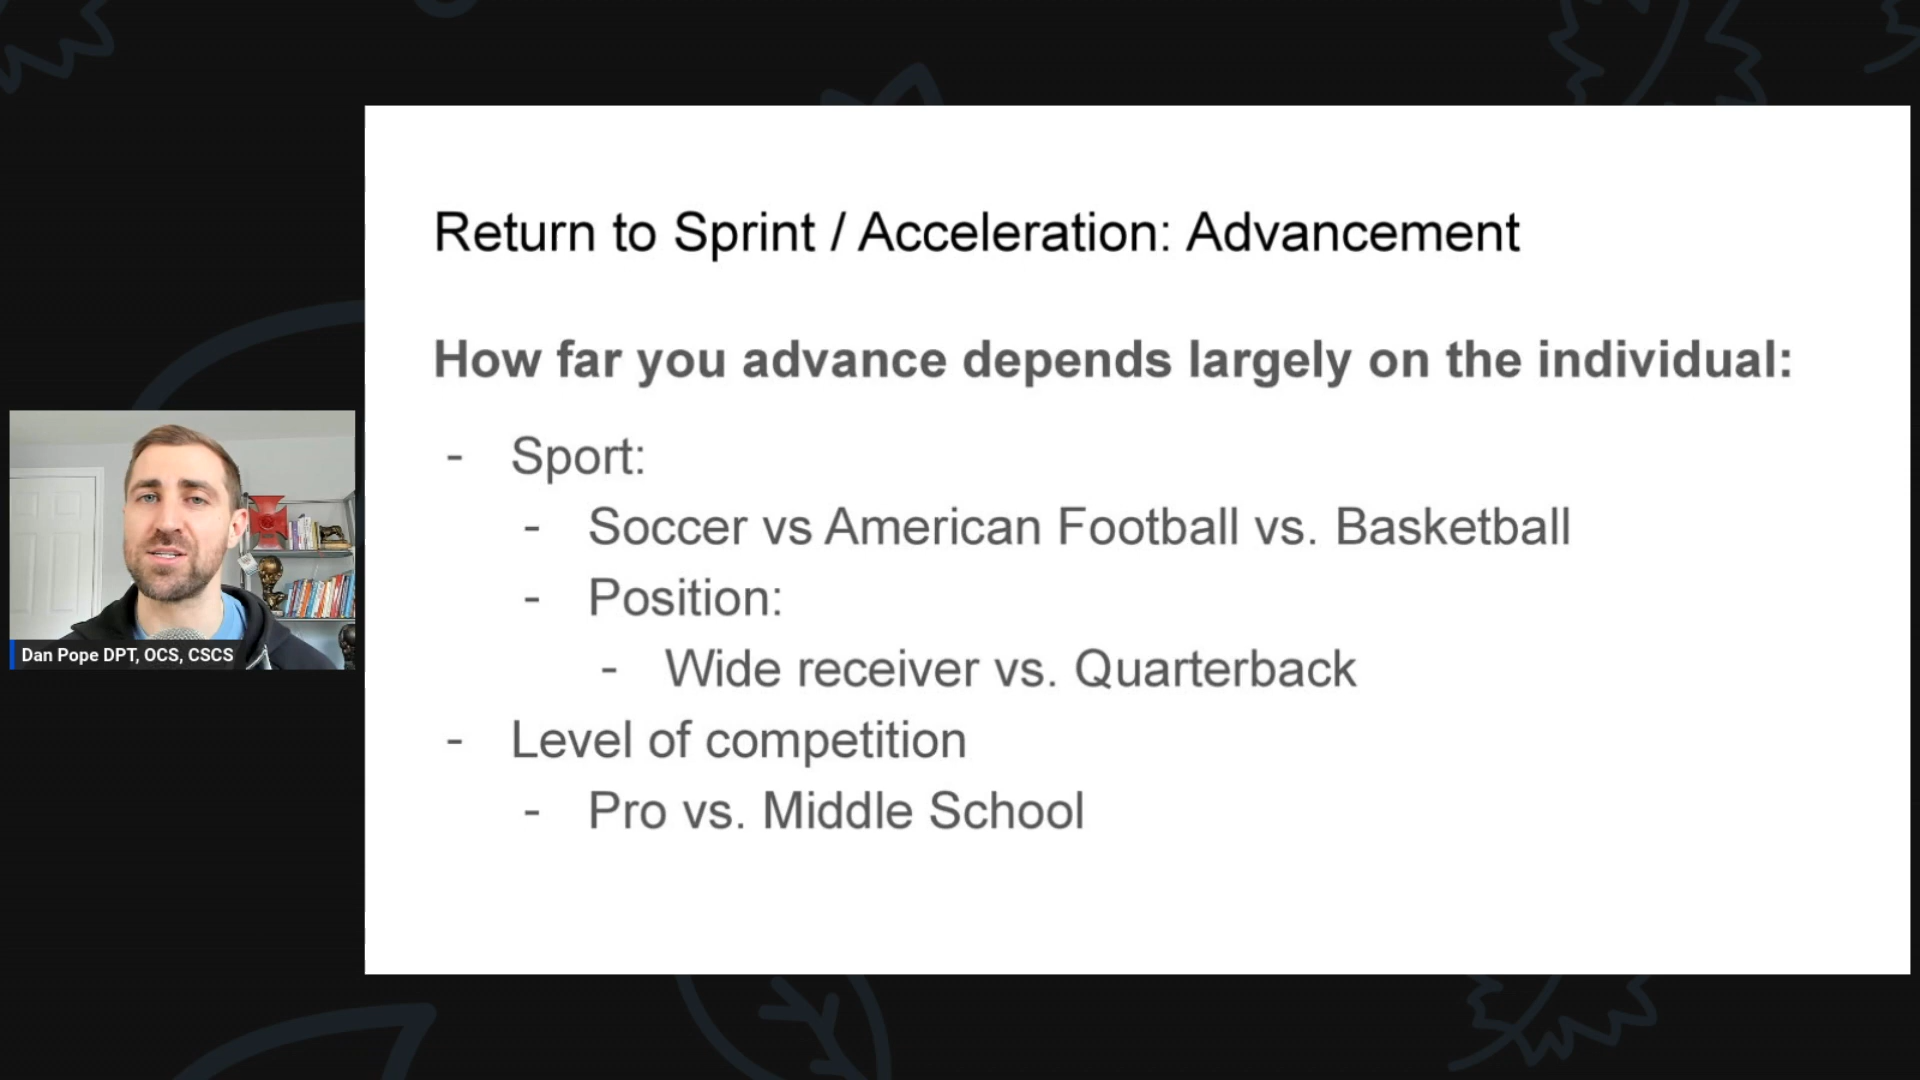 Return to Sprint / Acceleration: Advancement
How far you advance depends largely on the individual:
- Sport:
- Soccer vs American Football vs. Basketball
- Position:
- Wide receiver vs. Quarterback
- Level of competition
- Pro vs. Middle School
Dan Pope DPT, OCS, CSCS